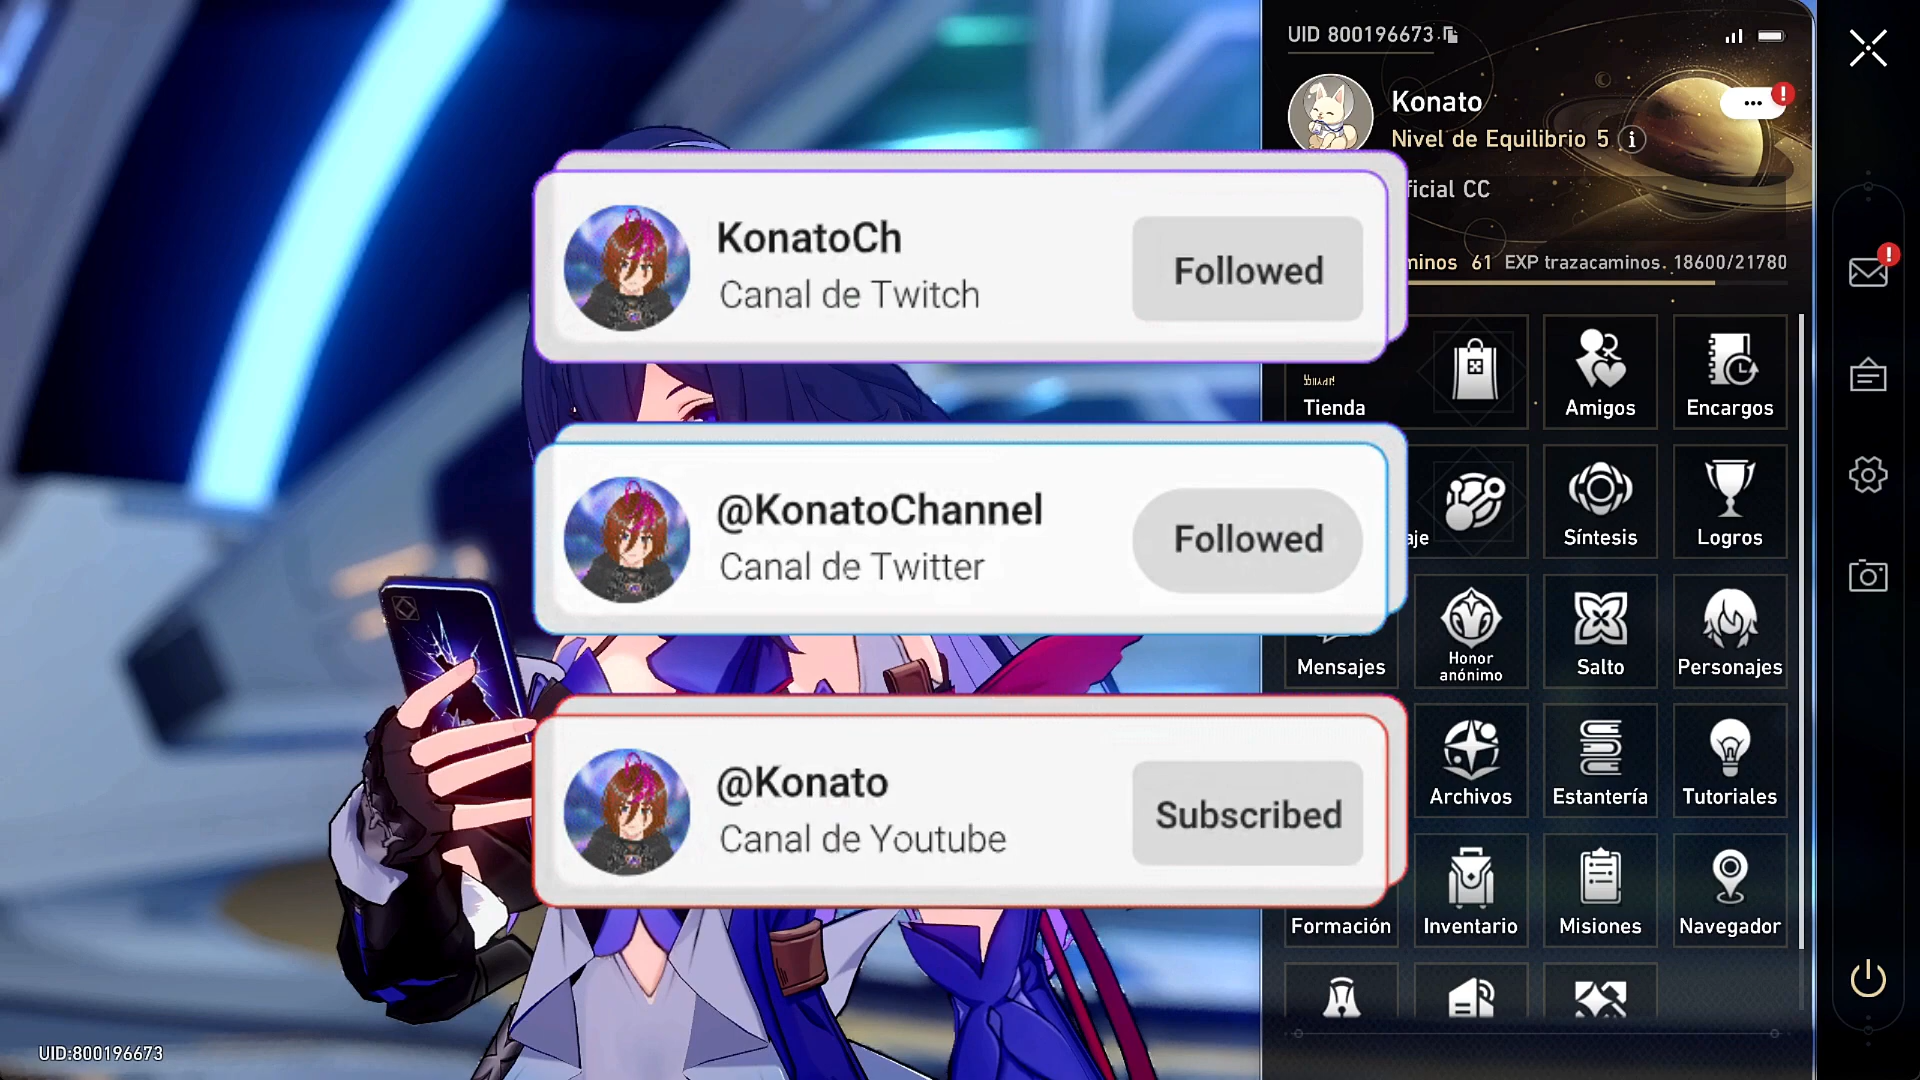 UID 800196673
Konato
Nivel de Equilibrio 5
ficial CC
minos 61 EXP trazacaminos. 18600/21780
KonatoCh
Canal de Twitch
Followed
@KonatoChannel
Canal de Twitter
Followed
@Konato
Canal de Youtube
Subscribed
Tienda
Amigos
Encargos
aje
Síntesis
Logros
Mensajes
Honor
anónimo
Salto
Personajes
Archivos
Estantería
Tutoriales
Formación
Inventario
Misiones
Navegador
UID:800196673